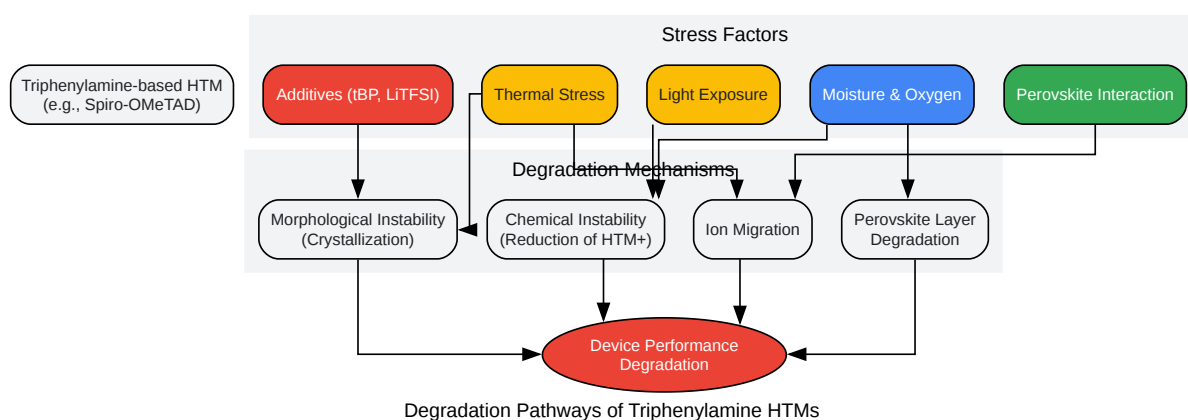 Stress Factors
Triphenylamine-based HTM
(e.g., Spiro-OMeTAD)
Additives (tBP, LiTFSI)
Thermal Stress
Light Exposure
Moisture & Oxygen
Perovskite Interaction
Degradation Mechanisms
Morphological Instability
(Crystallization)
Chemical Instability
(Reduction of HTM+)
Ion Migration
Perovskite Layer
Degradation
Device Performance
Degradation
Degradation Pathways of Triphenylamine HTMs